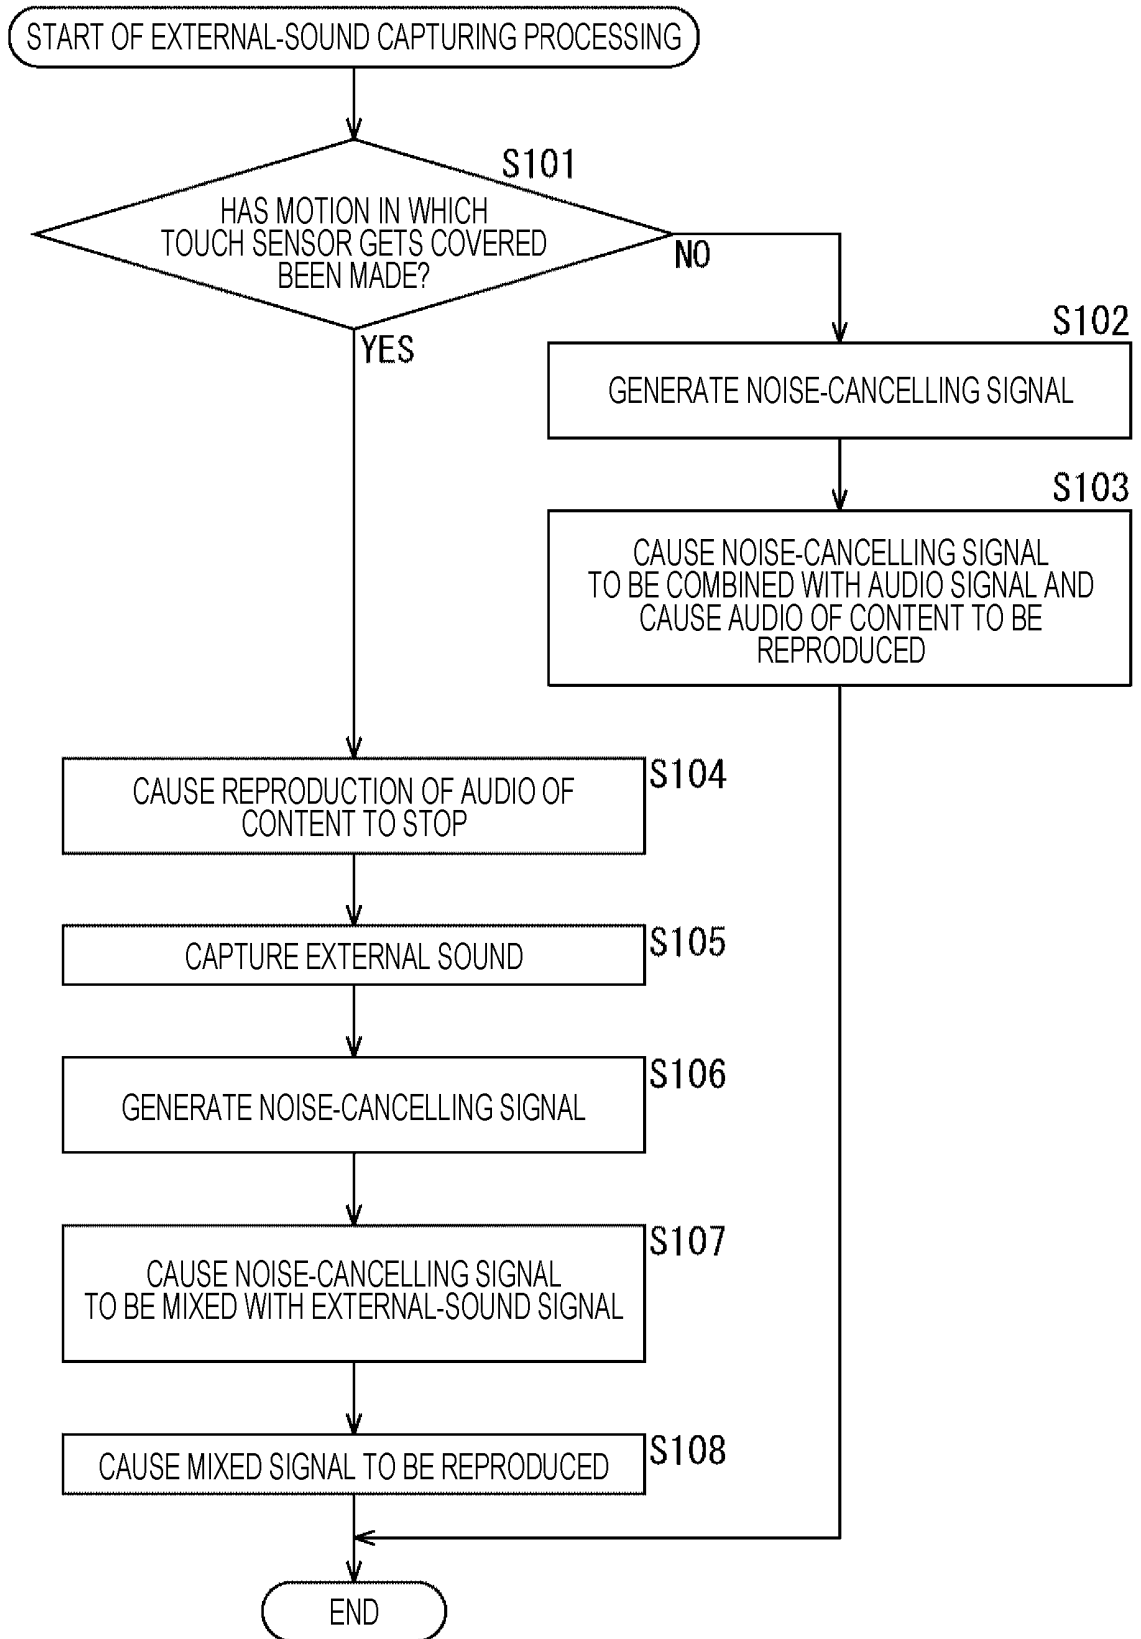 START OF EXTERNAL-SOUND CAPTURING PROCESSING
S101
HAS MOTION IN WHICH
TOUCH SENSOR GETS COVERED
BEEN MADE?
NO
YES
S102
GENERATE NOISE-CANCELLING SIGNAL
S103
CAUSE NOISE-CANCELLING SIGNAL
TO BE COMBINED WITH AUDIO SIGNAL AND
CAUSE AUDIO OF CONTENT TO BE
REPRODUCED
S104
CAUSE REPRODUCTION OF AUDIO OF
CONTENT TO STOP
S105
CAPTURE EXTERNAL SOUND
S106
GENERATE NOISE-CANCELLING SIGNAL
S107
CAUSE NOISE-CANCELLING SIGNAL
TO BE MIXED WITH EXTERNAL-SOUND SIGNAL
S108
CAUSE MIXED SIGNAL TO BE REPRODUCED
END